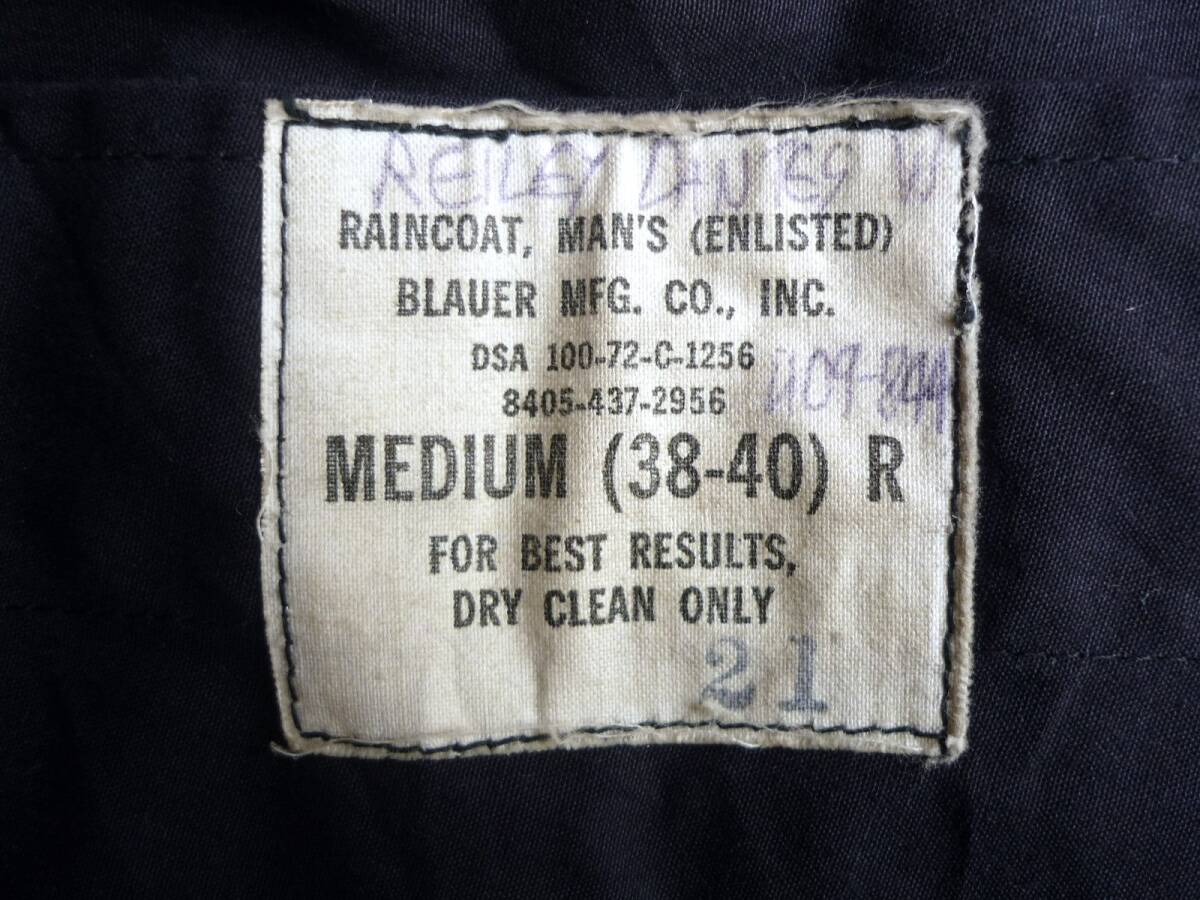 REILEY
RAINCOAT, MAN'S (ENLISTED)
BLAUER MFG. CO., INC.
DSA 100-72-C-1256
8405-437-2956
MEDIUM (38-40) R
FOR BEST RESULTS,
DRY CLEAN ONLY
21